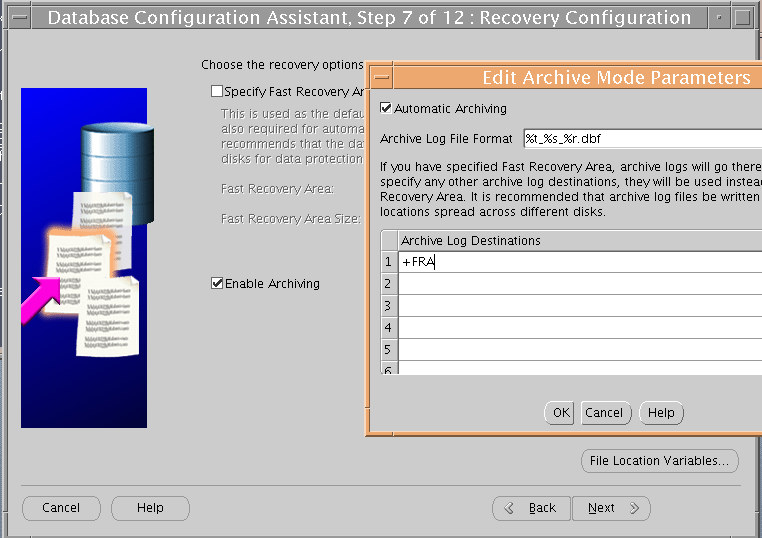 Database Configuration Assistant, Step 7 of 12 : Recovery Configuration
Choose the recovery options
Specify Fast Recovery Ar
This is used as the defau
also required for automa
recommends that the da
disks for data protection
Fast Recovery Area:
Fast Recovery Area Size:
Enable Archiving
Edit Archive Mode Parameters
Automatic Archiving
Archive Log File Format %t_%s_%r.dbf
If you have specified Fast Recovery Area, archive logs will go there
specify any other archive log destinations, they will be used instea
Recovery Area. It is recommended that archive log files be written
locations spread across different disks.
Archive Log Destinations
1 +FRA
2
3
4
5
6
OK Cancel Help
File Location Variables...
Cancel Help Back Next